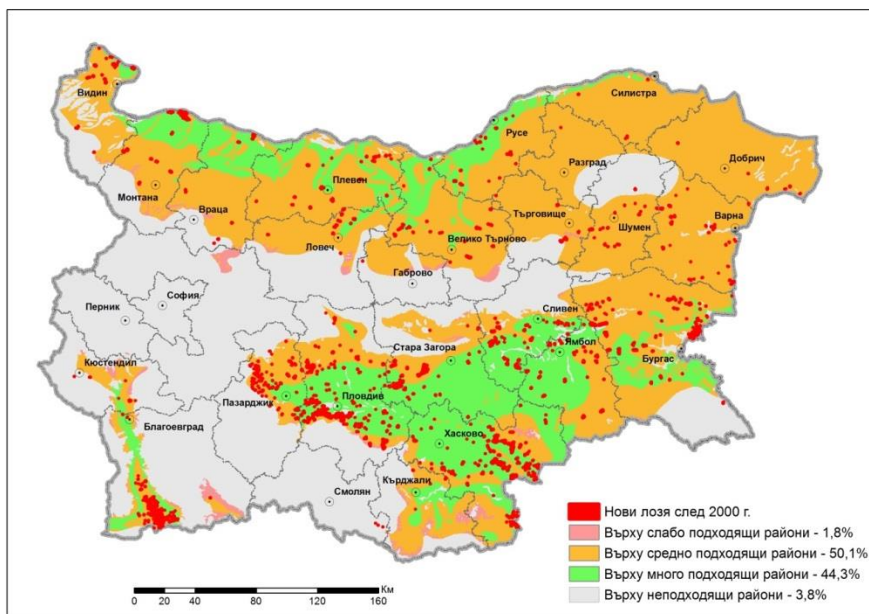 Видин
Силистра
Русе
Добрич
Разград
Плевен
Монтана
Враца
Търговище
Варна
Шумен
Ловеч
Велико Търново
Габрово
София
Перник
Сливен
Стара Загора
Ямбол
Бургас
Кюстендил
Пазарджик
Пловдив
Благоевград
Хасково
Кърджали
Смолян
Нови лозя след 2000 г.
Върху слабо подходящи райони - 1,8%
Върху средно подходящи райони - 50,1%
Върху много подходящи райони - 44,3%
Върху неподходящи райони - 3,8%
Км
0 40 80 120 160